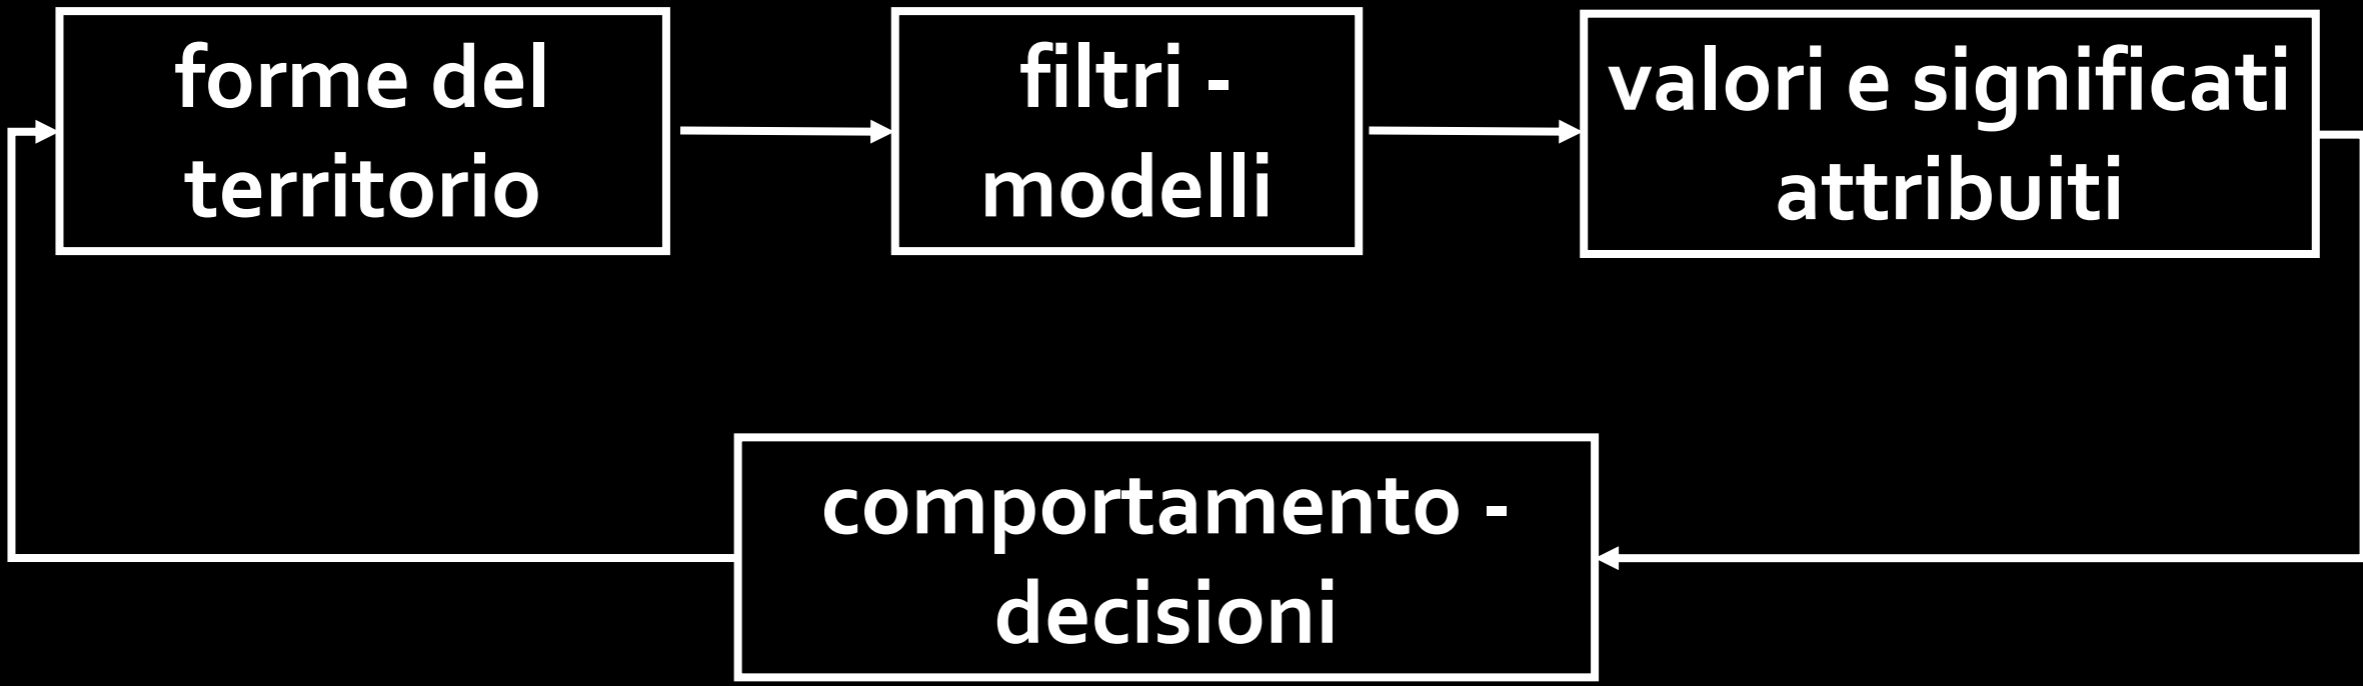 forme del
territorio
filtri -
modelli
valori e significati
attribuiti
comportamento -
decisioni